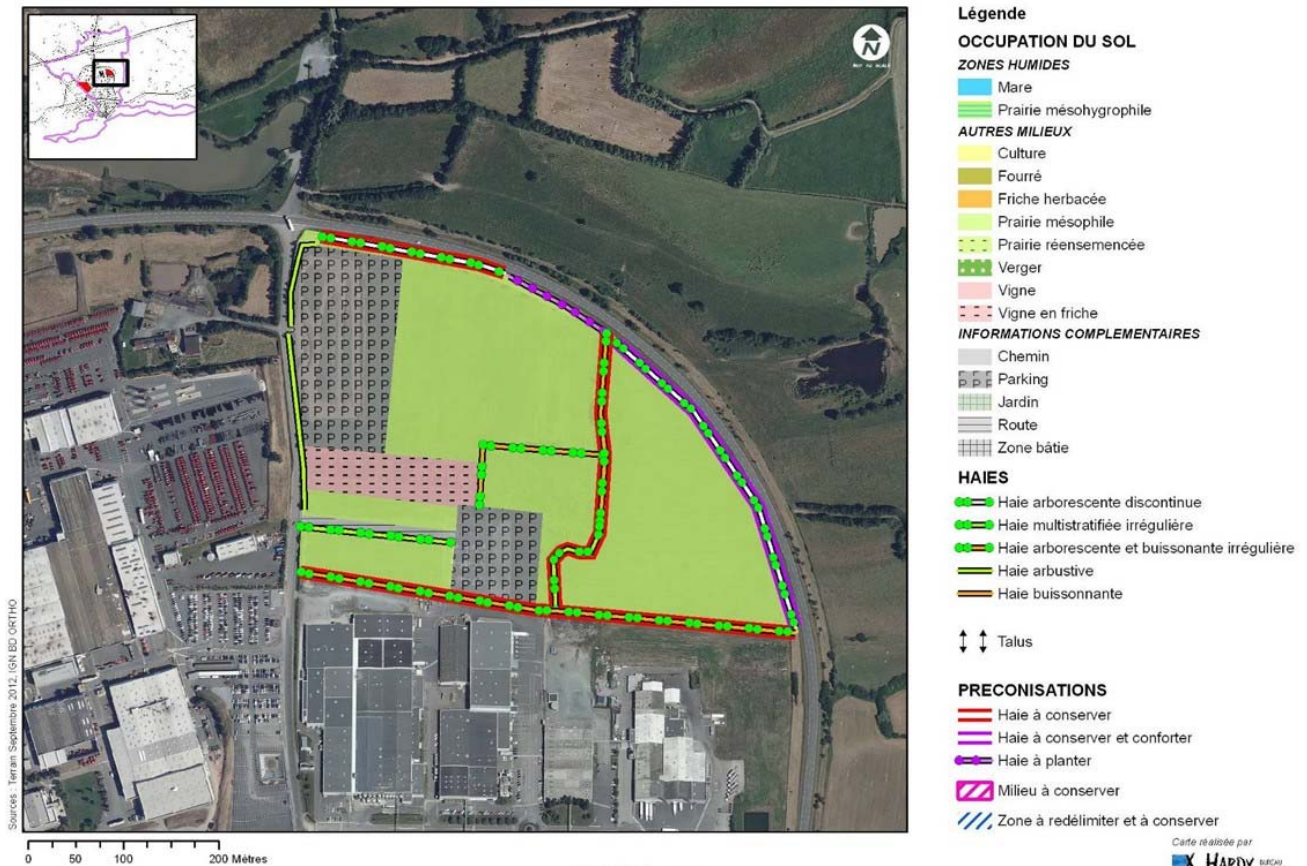 Légende
OCCUPATION DU SOL
ZONES HUMIDES
Mare
Prairie mésohygrophile
AUTRES MILIEUX
Culture
Fourré
Friche herbacée
Prairie mésophile
Prairie réensemencée
Verger
Vigne
Vigne en friche
INFORMATIONS COMPLEMENTAIRES
Chemin
Parking
Jardin
Route
Zone bâtie
HAIES
Haie arborescente discontinue
Haie multistratifiée irrégulière
Haie arborescente et buissonante irrégulière
Haie arbustive
Haie buissonnante
Talus
PRECONISATIONS
Haie à conserver
Haie à conserver et conforter
Haie à planter
Milieu à conserver
Zone à redélimiter et à conserver
Carte réalisée par
X. HARDY BUREAU
N
Sources : Terrain Septembre 2012, IGN BD ORTHO
0 50 100 200 Mètres